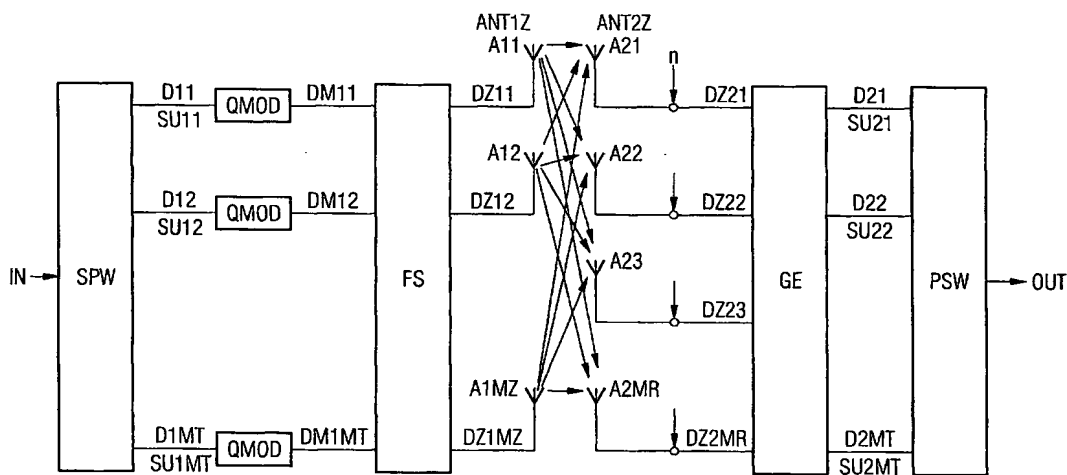 ANT1Z ANT2Z
A11 A21 n
D11 DM11 DZ11 DZ21 D21
QMOD
SU11 SU21
A12 A22
D12 DM12 DZ12 DZ22 D22
QMOD
SU12 SU22
A23
IN SPW FS GE PSW OUT
DZ23
A1MZ A2MR
D1MT DM1MT DZ1MZ DZ2MR D2MT
QMOD
SU1MT SU2MT